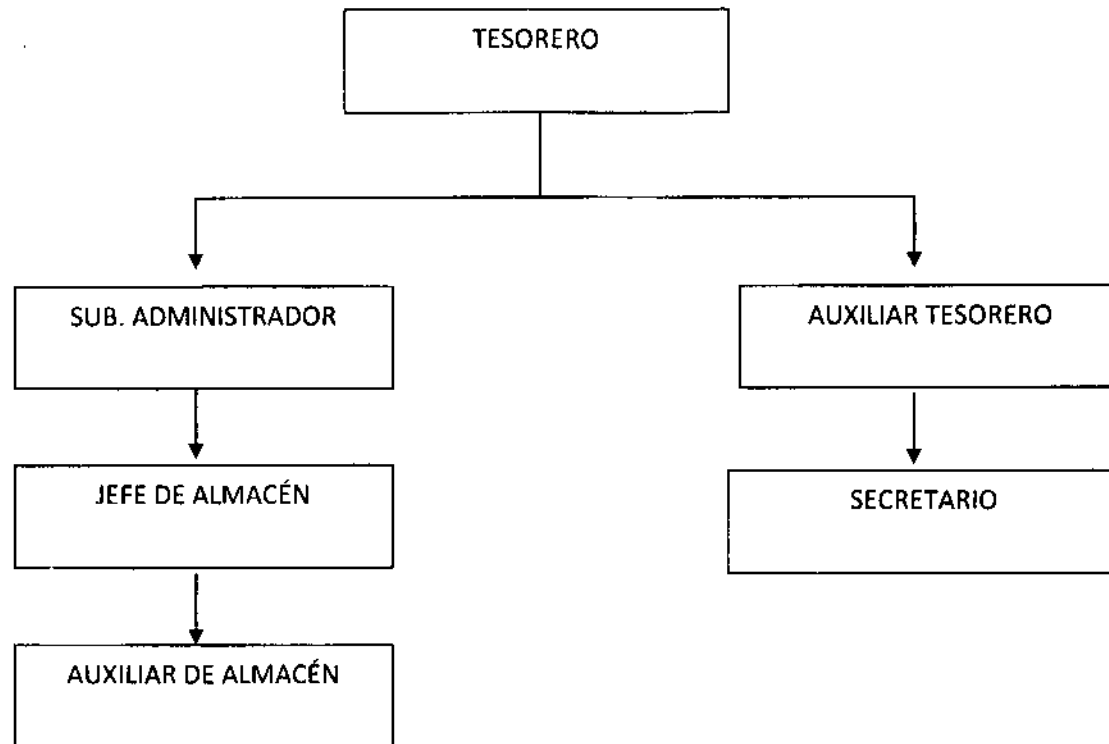 TESORERO
SUB. ADMINISTRADOR
AUXILIAR TESORERO
JEFE DE ALMACÉN
SECRETARIO
AUXILIAR DE ALMACÉN